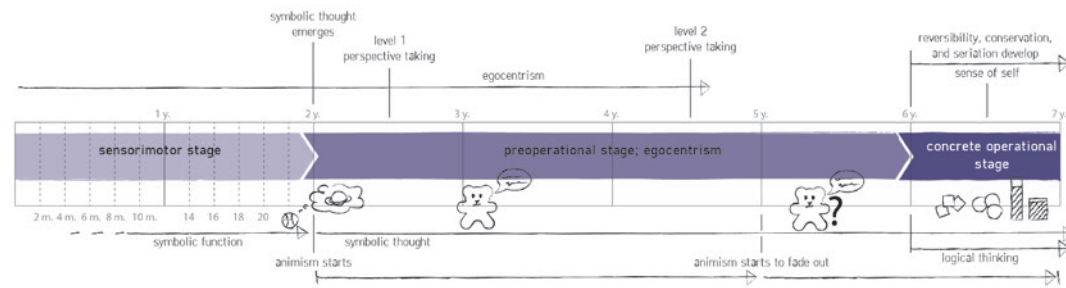 symbolic thought
emerges
level 1
perspective taking
level 2
perspective taking
reversibility, conservation,
and seriation develop
sense of self
egocentrism
1 y.
2 y.
3 y.
4 y.
5 y.
6 y.
7 y.
sensorimotor stage
preoperational stage; egocentrism
concrete operational
stage
2 m. 4 m. 6 m. 8 m. 10 m. 14 16 18 20
?
symbolic function
symbolic thought
logical thinking
animism starts
animism starts to fade out